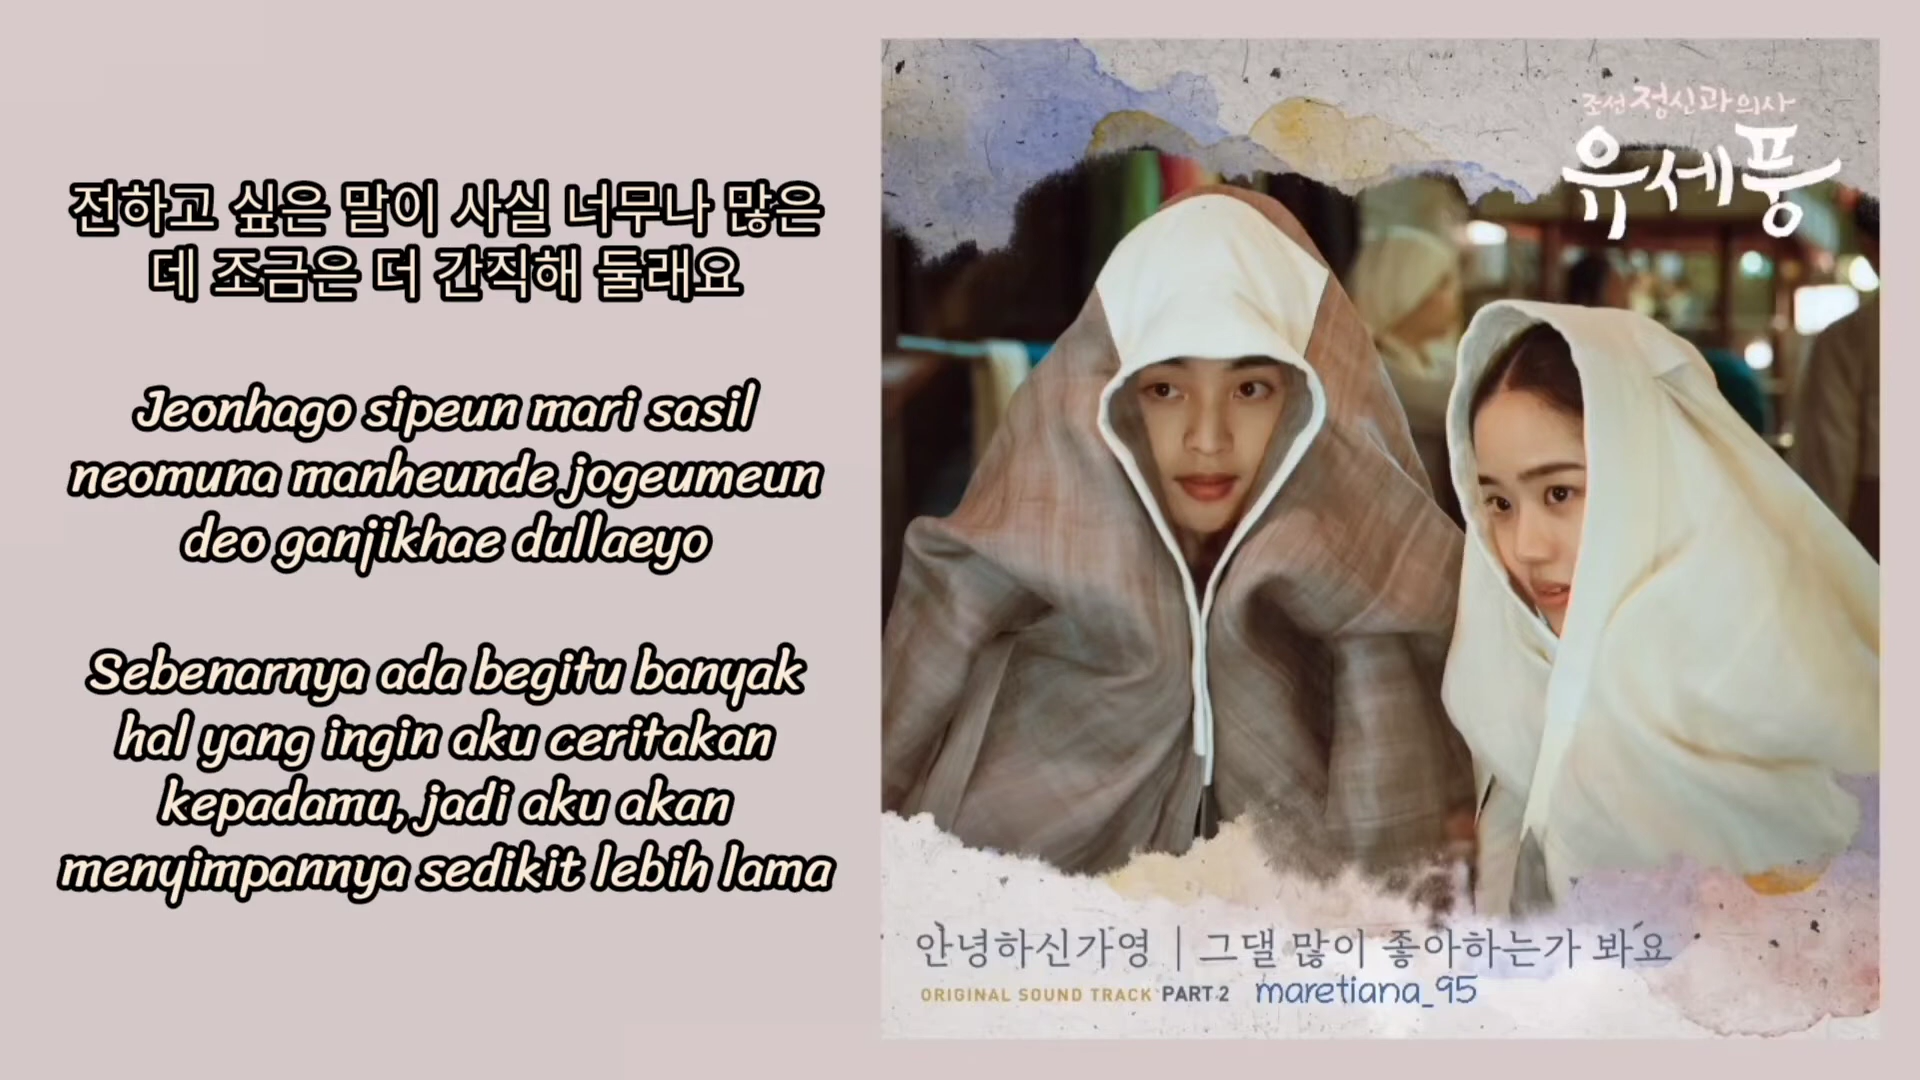 전하고 싶은 말이 사실 너무나 많은
데 조금은 더 간직해 둘래요
Jeonhago sipeun mari sasil
neomuna manheunde jogeumeun
deo ganjikhae dullaeyo
Sebenarnya ada begitu banyak
hal yang ingin aku ceritakan
kepadamu, jadi aku akan
menyimpannya sedikit lebih lama
조선 정신과 의사
유세풍
안녕하신가영 | 그댈 많이 좋아하는가 봐요
ORIGINAL SOUND TRACK PART.2 maretiana_95